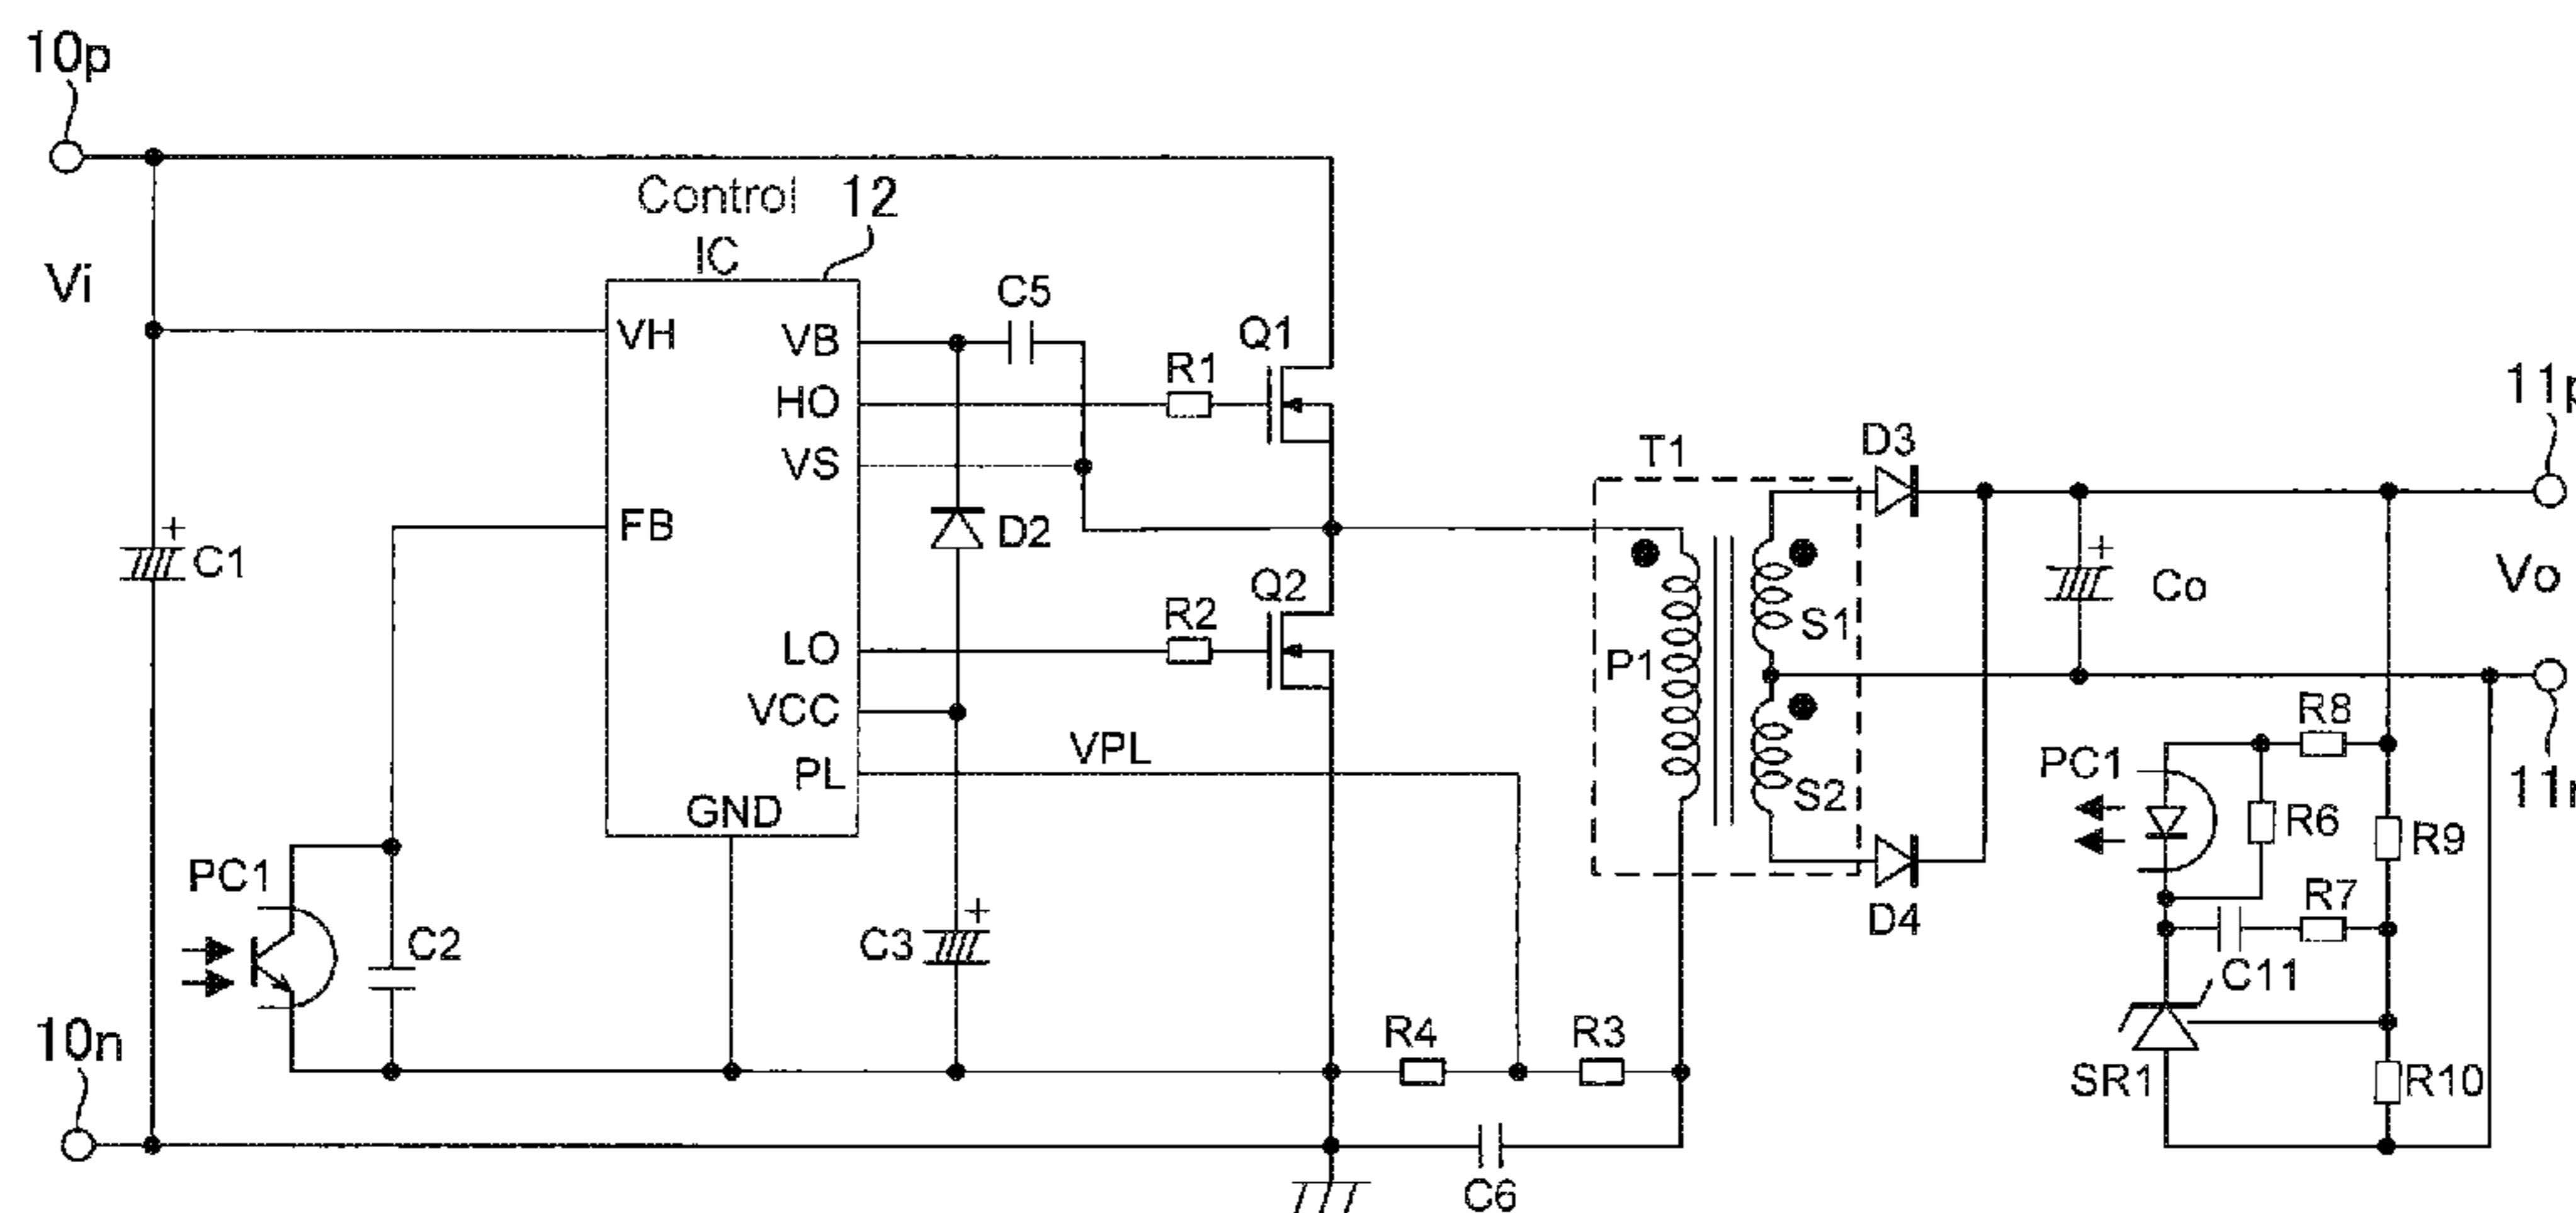 10p
Control 12
IC
Vi
C5
VH
VB
Q1
R1
HO
11p
VS
T1
D3
FB
D2
+
C1
+
Co
Vo
Q2
R2
S1
LO
P1
VCC
R8
VPL
PL
PC1
GND
S2
11n
R6
R9
PC1
R7
D4
+
C2
C3
C11
10n
R4
R3
SR1
R10
C6